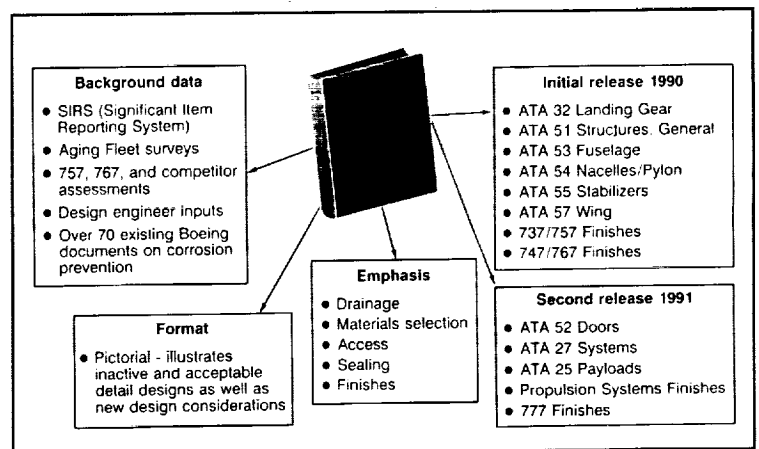 Background data
• SIRS (Significant Item
Reporting System)
• Aging Fleet surveys
• 757, 767, and competitor
assessments
• Design engineer inputs
• Over 70 existing Boeing
documents on corrosion
prevention
Format
• Pictorial - illustrates
inactive and acceptable
detail designs as well as
new design considerations
Emphasis
• Drainage
• Materials selection
• Access
• Sealing
• Finishes
Initial release 1990
• ATA 32 Landing Gear
• ATA 51 Structures. General
• ATA 53 Fuselage
• ATA 54 Nacelles/Pylon
• ATA 55 Stabilizers
• ATA 57 Wing
• 737/757 Finishes
• 747/767 Finishes
Second release 1991
• ATA 52 Doors
• ATA 27 Systems
• ATA 25 Payloads
• Propulsion Systems Finishes
• 777 Finishes